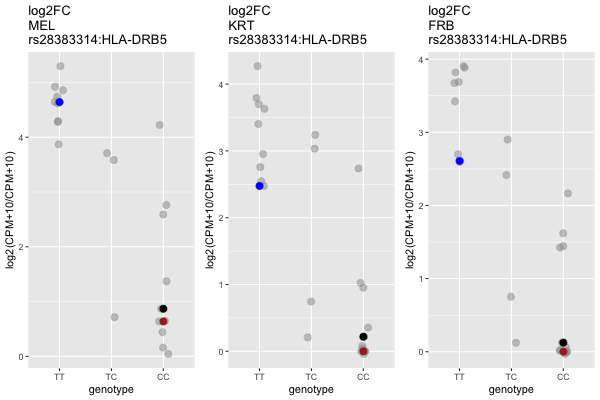 log2FC
MEL
rs28383314:HLA-DRB5
log2(CPM+10/CPM+10)
4
2
0
TT
TC
CC
genotype
log2FC
KRT
rs28383314:HLA-DRB5
log2(CPM+10/CPM+10)
4
3
2
1
0
TT
TC
CC
genotype
log2FC
FRB
rs28383314:HLA-DRB5
log2(CPM+10/CPM+10)
4
3
2
1
0
TT
TC
CC
genotype